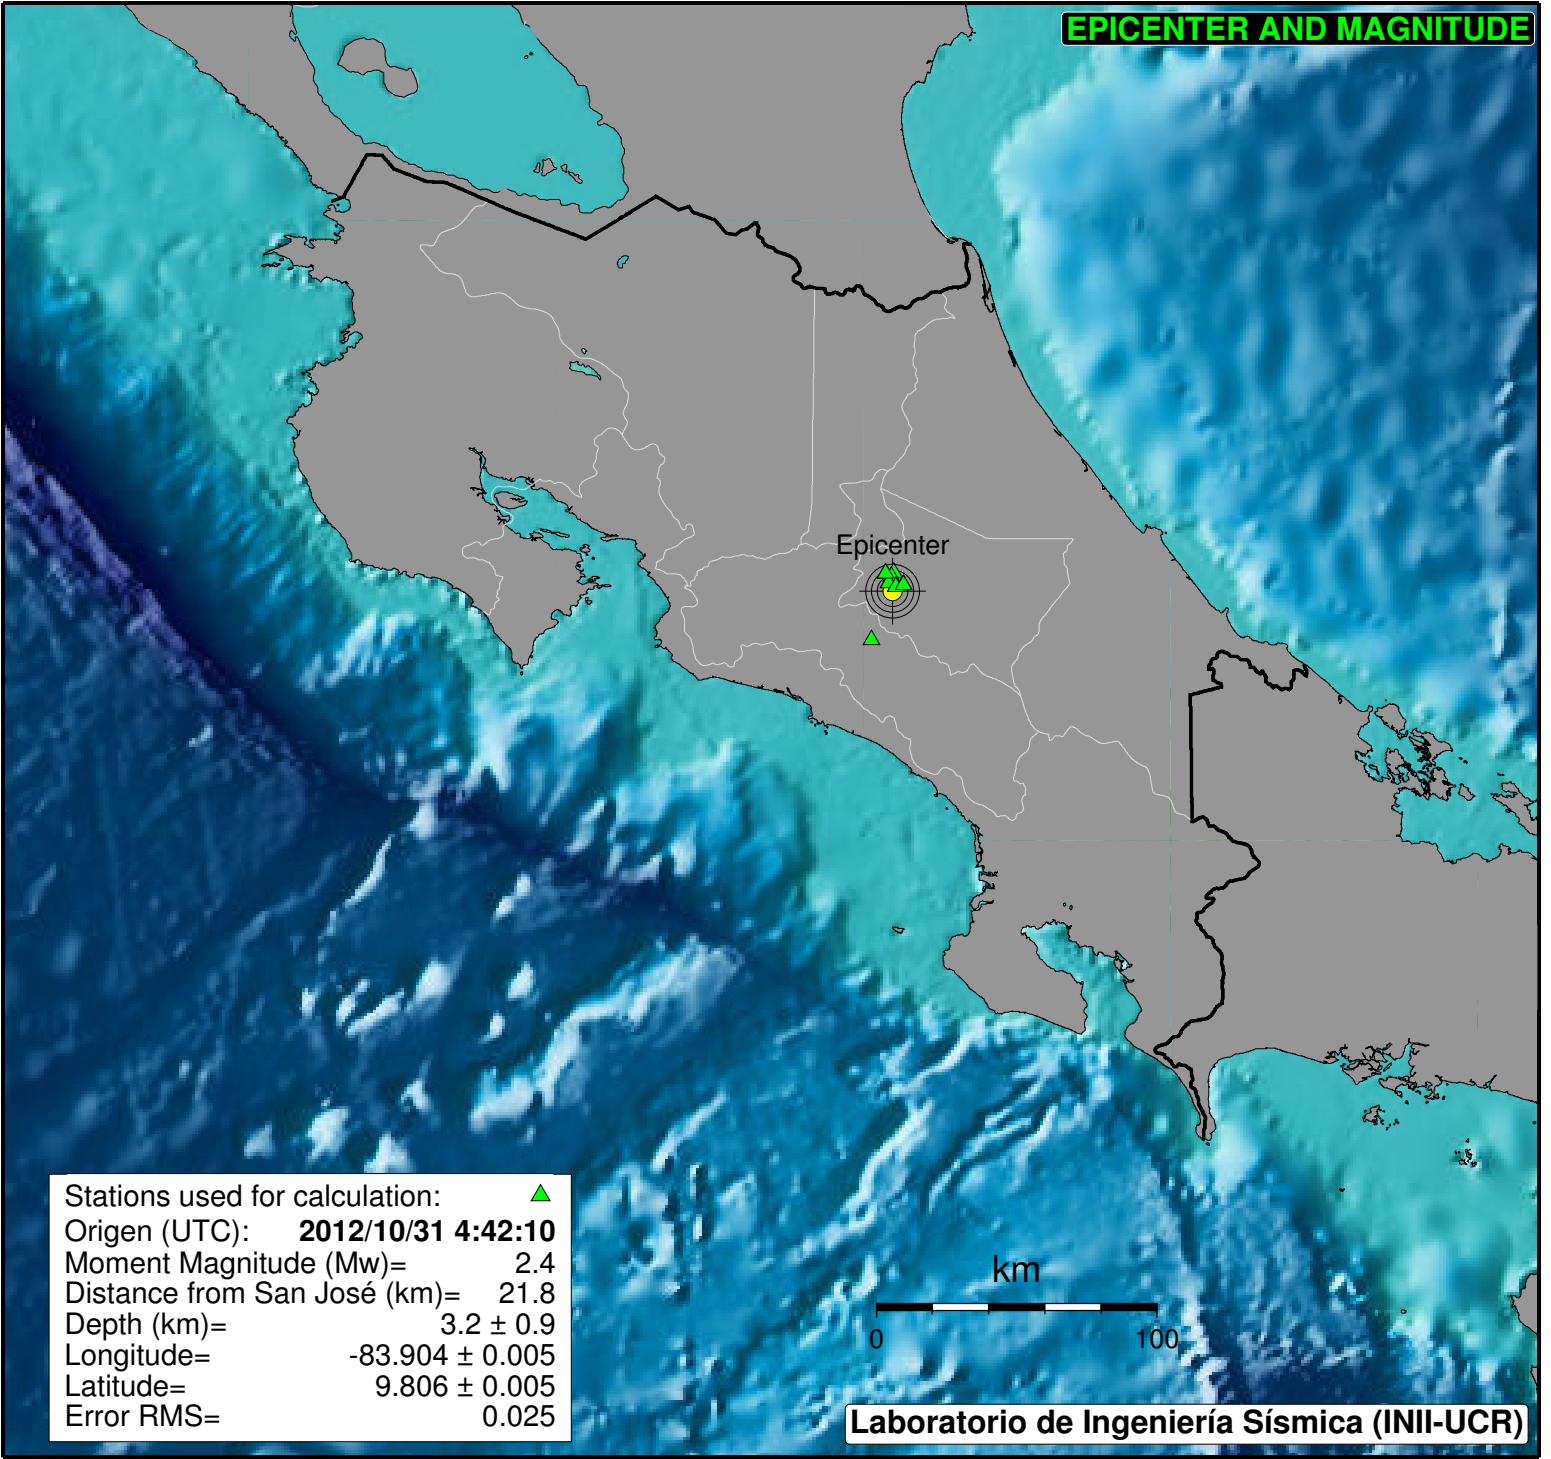 EPICENTER AND MAGNITUDE
Epicenter
Stations used for calculation:
Origen (UTC): 2012/10/31 4:42:10
Moment Magnitude (Mw)= 2.4
Distance from San José (km)= 21.8
Depth (km)= 3.2 ± 0.9
Longitude= -83.904 ± 0.005
Latitude= 9.806 ± 0.005
Error RMS= 0.025
km
0 100
Laboratorio de Ingeniería Sísmica (INII-UCR)